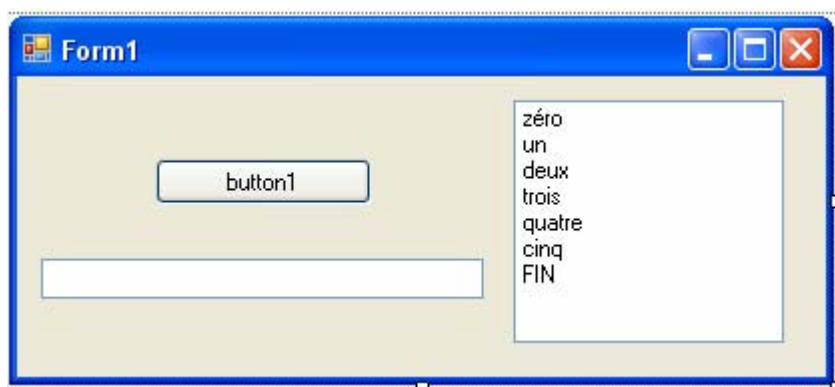 Form1
button1
zéro
un
deux
trois
quatre
cinq
FIN